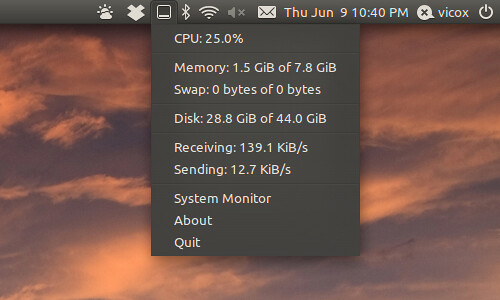 Thu Jun 9 10:40 PM vicox
CPU: 25.0%
Memory: 1.5 GiB of 7.8 GiB
Swap: 0 bytes of 0 bytes
Disk: 28.8 GiB of 44.0 GiB
Receiving: 139.1 KiB/s
Sending: 12.7 KiB/s
System Monitor
About
Quit